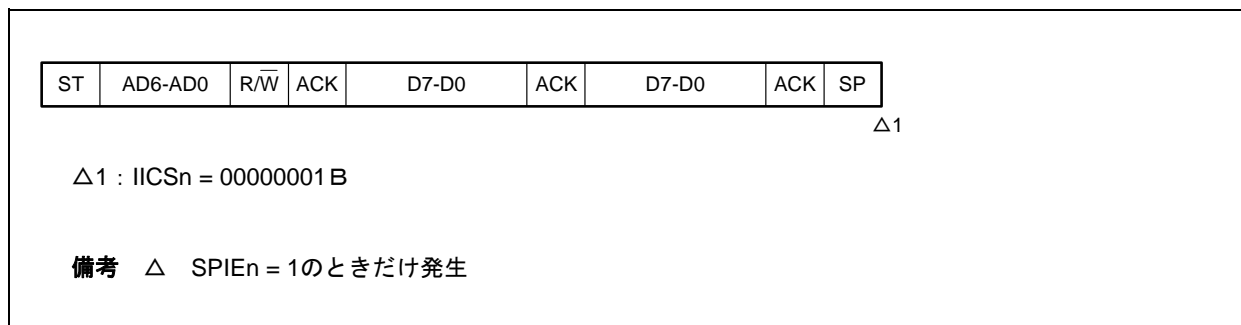 ST AD6-AD0 R/W̅ ACK D7-D0 ACK D7-D0 ACK SP
△1
△1 : IICSn = 00000001B
備考 △ SPIEn = 1のときだけ発生